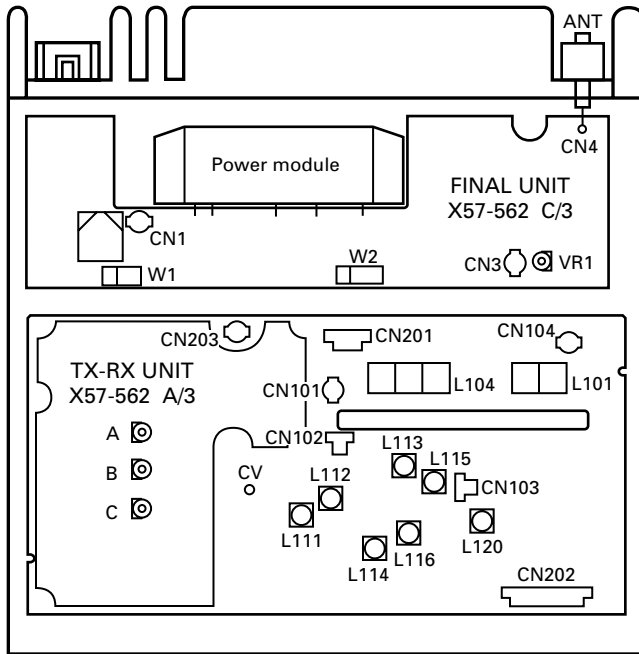 ANT
CN4
Power module
FINAL UNIT
X57-562 C/3
CN1
W1
W2
CN3
VR1
CN203
CN201
CN104
TX-RX UNIT
X57-562 A/3
CN101
L104
L101
A
B
C
CN102
L113
L115
CV
L112
CN103
L111
L114
L116
L120
CN202